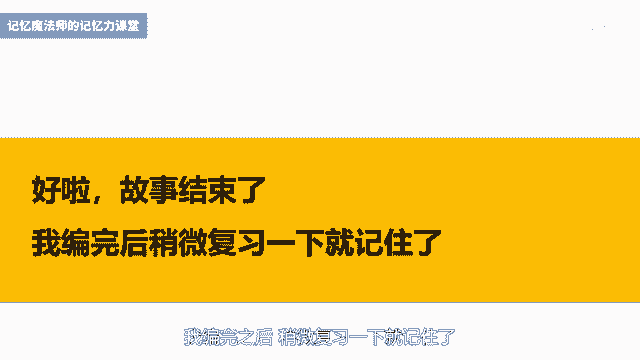 记忆魔法师的记忆力课堂
好啦，故事结束了
我编完后稍微复习一下就记住了
我编完之后 稍微复习一下就记住了